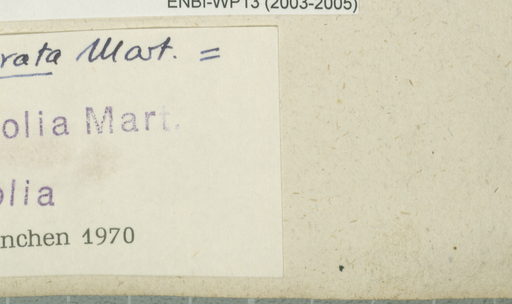 ENBI-WP13 (2003-2005)
rata Mart. =
olia Mart.
olia
nchen 1970